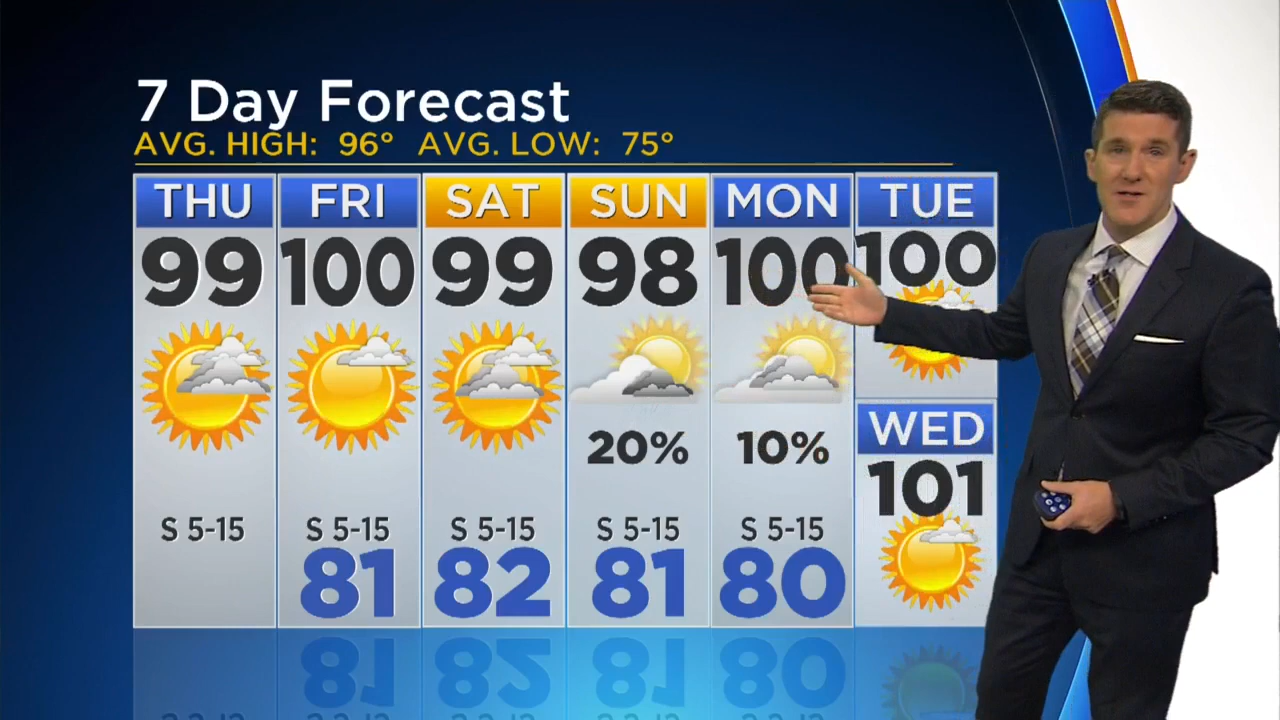 7 Day Forecast
AVG. HIGH: 96° AVG. LOW: 75°
THU FRI SAT SUN MON TUE
99 100 99 98 100 100
WED
20% 10%
101
S 5-15 S 5-15 S 5-15 S 5-15 S 5-15
81 82 81 80